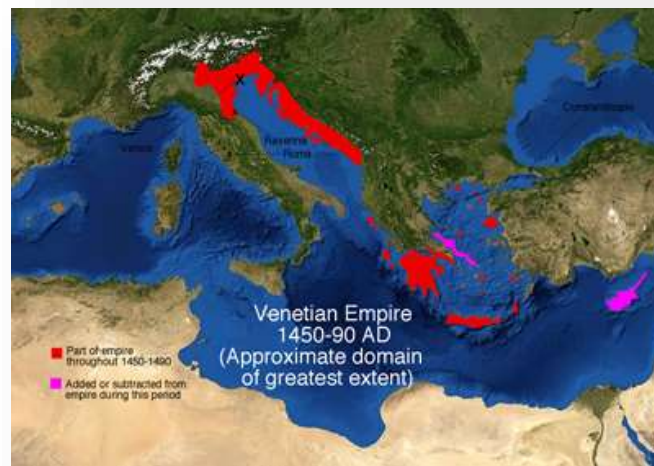 Constantinople
Venice
Ravenna
Roma
X
Venetian Empire
1450-90 AD
(Approximate domain
of greatest extent)
Part of empire
throughout 1450-1490
Added or subtracted from
empire during this period